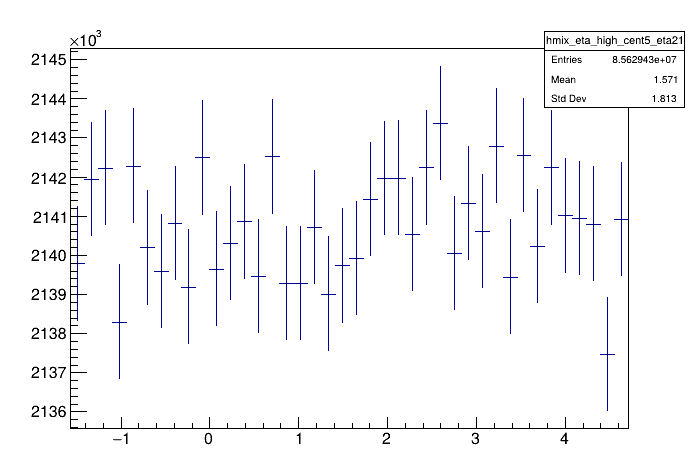 ×10³
hmix_eta_high_cent5_eta21
Entries 8.562943e+07
Mean 1.571
Std Dev 1.813
2145
2144
2143
2142
2141
2140
2139
2138
2137
2136
−1 0 1 2 3 4